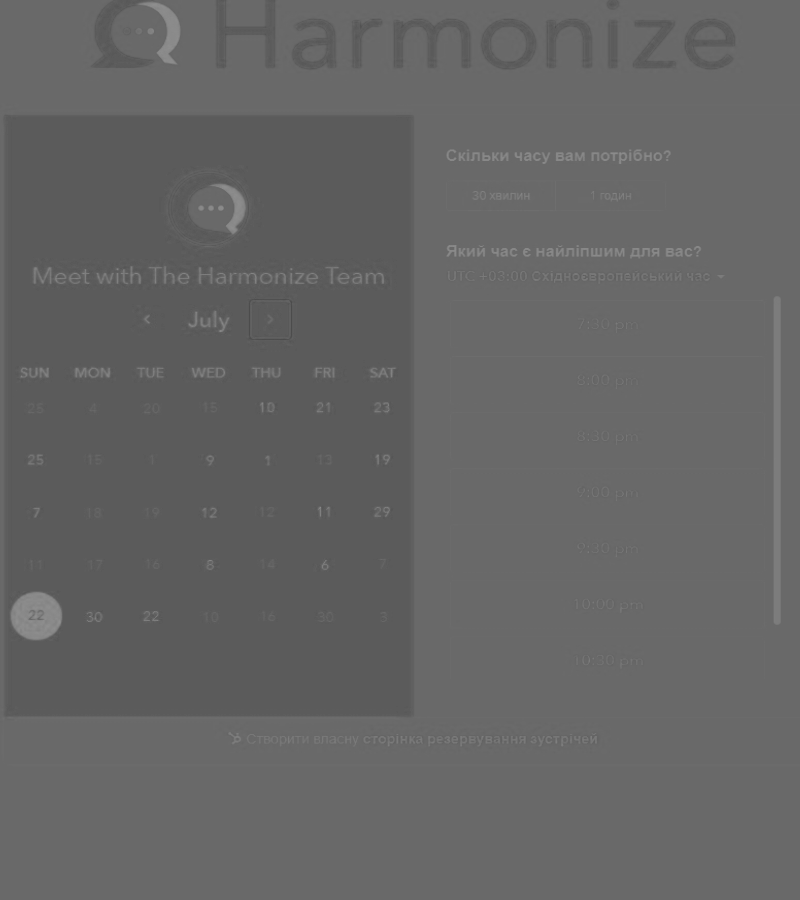 Harmonize
Meet with The Harmonize Team
July
SUN MON TUE WED THU FRI SAT
25 4 20 15 10 21 23
25 15 1 9 1 13 19
7 18 19 12 12 11 29
11 17 16 8 14 6 7
22 30 22 10 16 30 3
Скільки часу вам потрібно?
30 хвилин 1 годин
Який час є найліпшим для вас?
UTC +03:00 Східноєвропейський час
7:30 pm
8:00 pm
8:30 pm
9:00 pm
9:30 pm
10:00 pm
10:30 pm
Створити власну сторінка резервування зустрічей